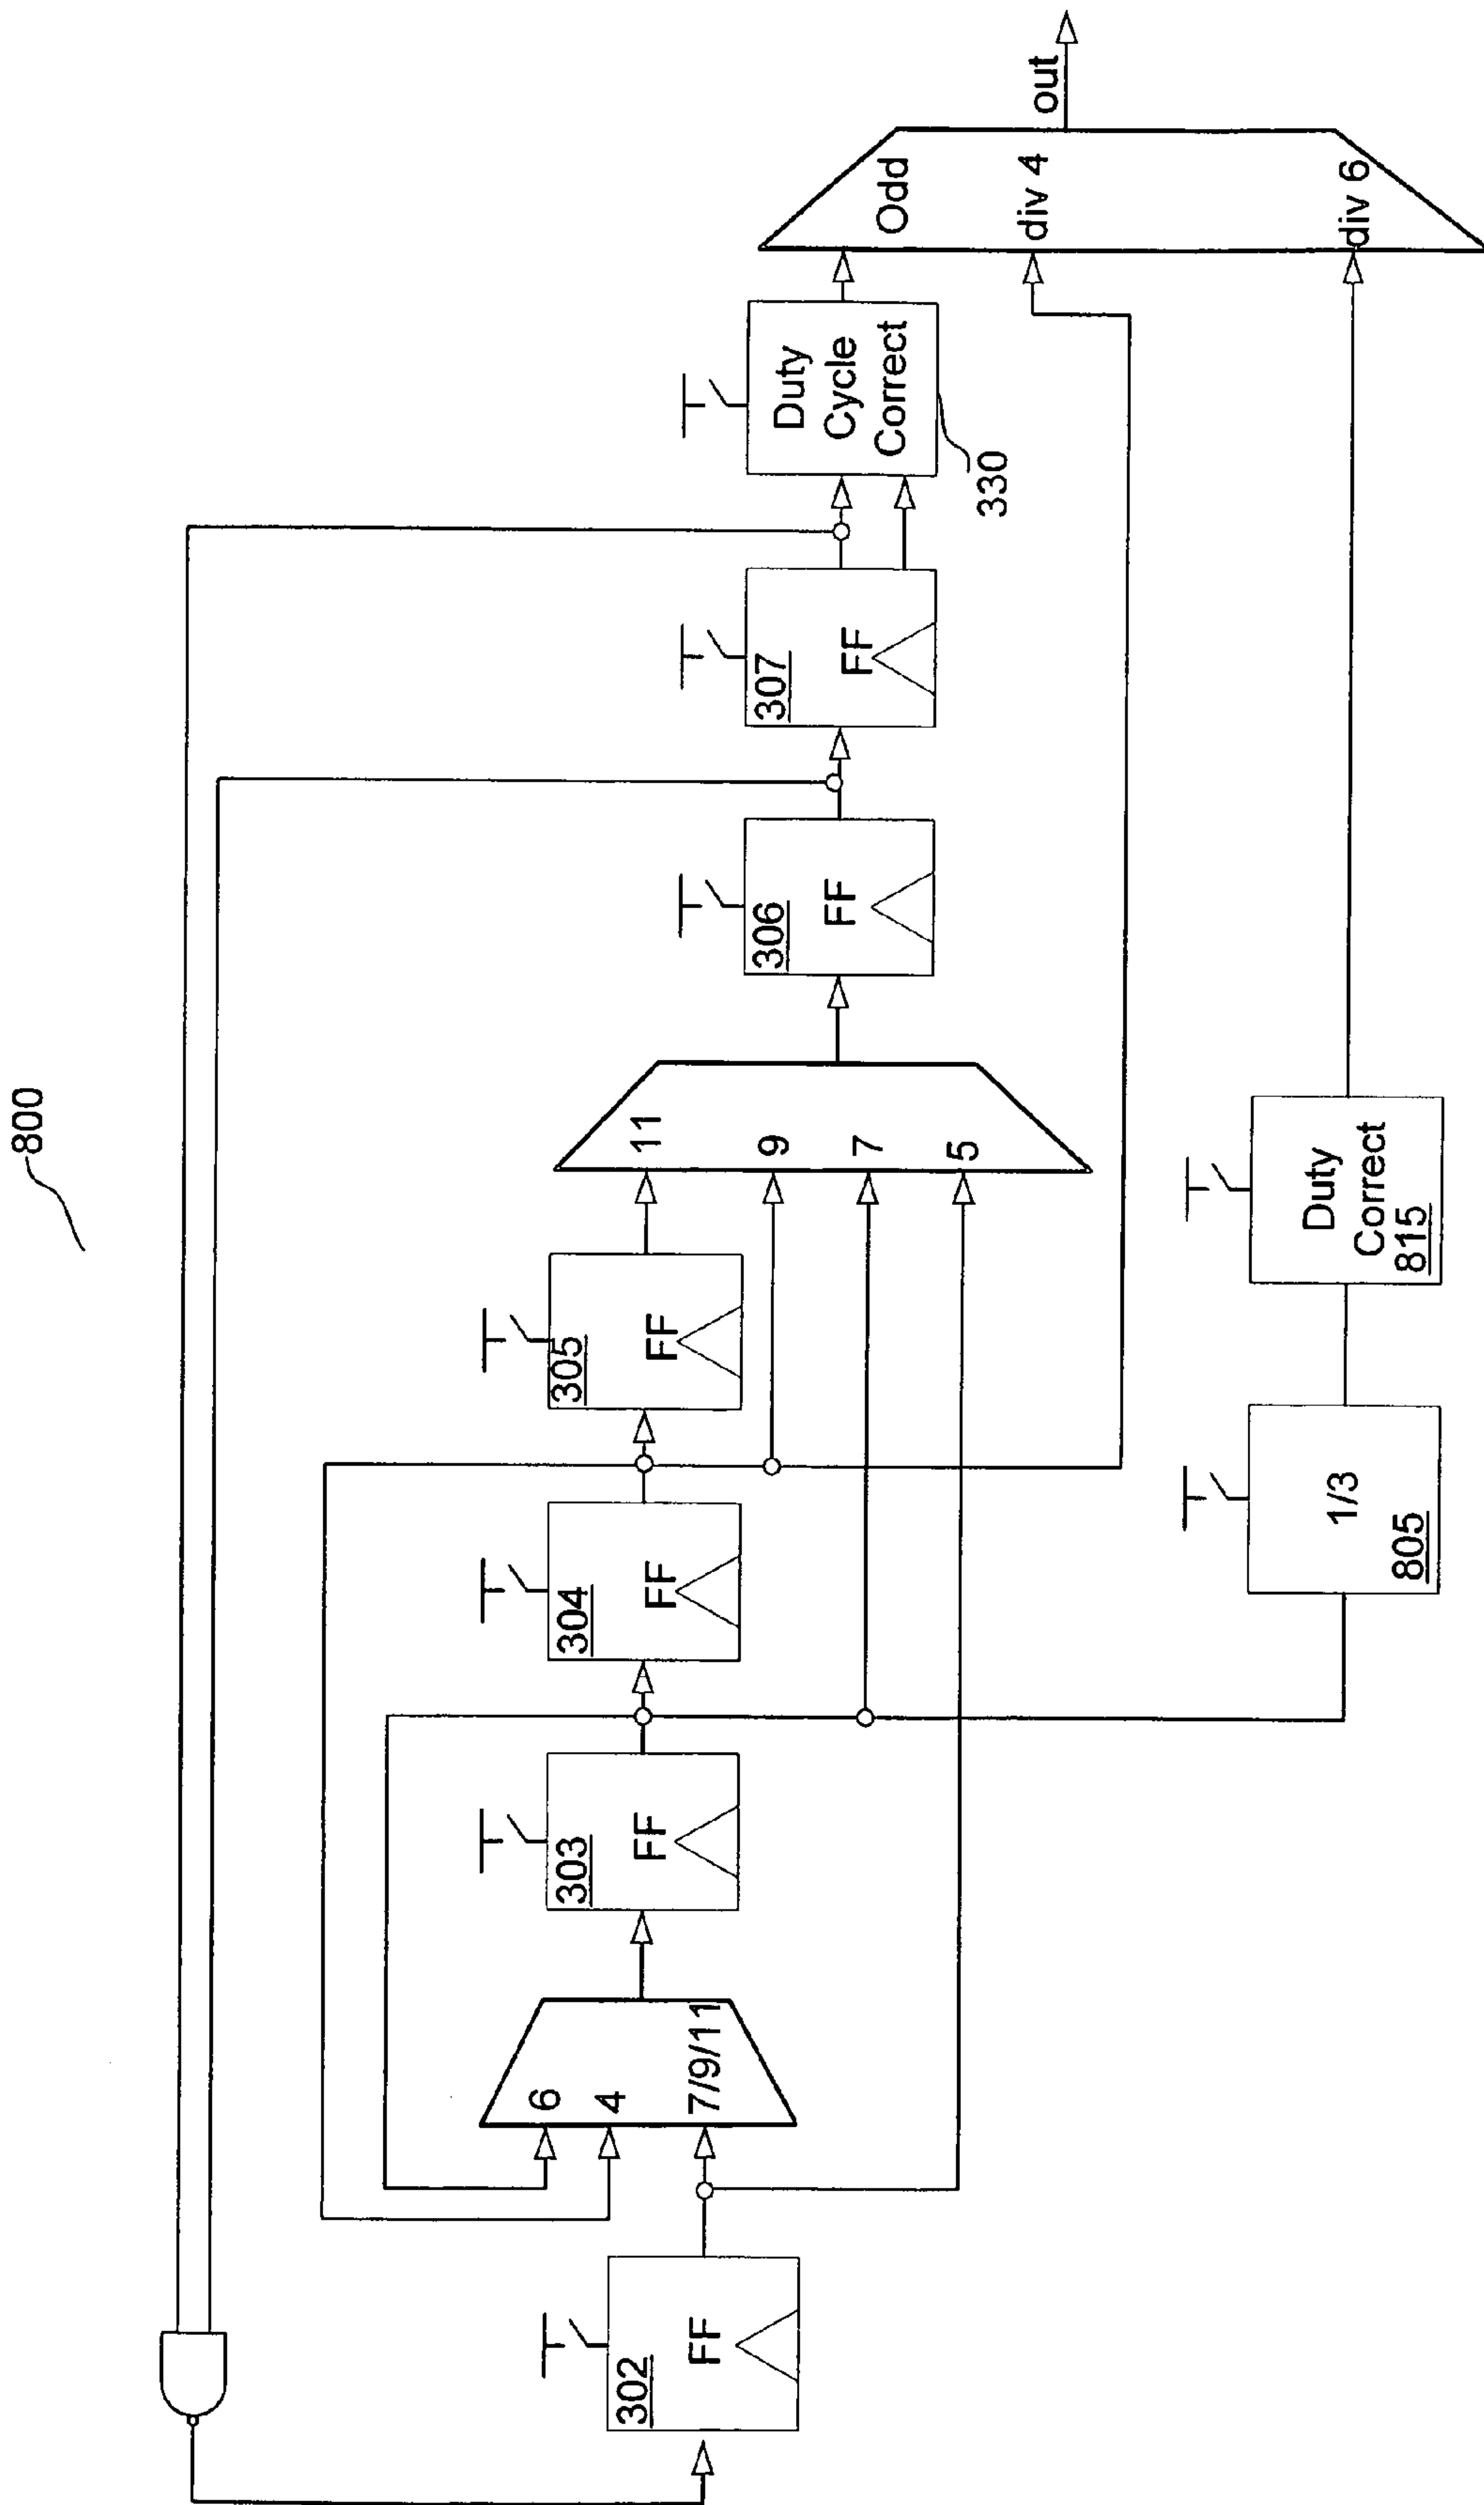 800
302
FF
6
4
7/9/11
303
FF
304
FF
305
FF
11
9
7
5
306
FF
307
FF
Duty
Cycle
Correct
330
805
1/3
Duty
Correct
815
Odd
div 4
div 6
out